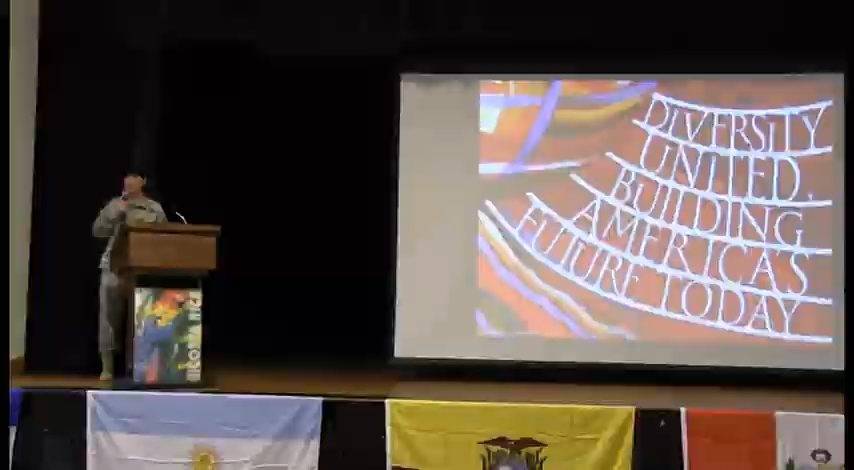 DIVERSITY
UNITED,
BUILDING
AMERICA'S
FUTURE TODAY